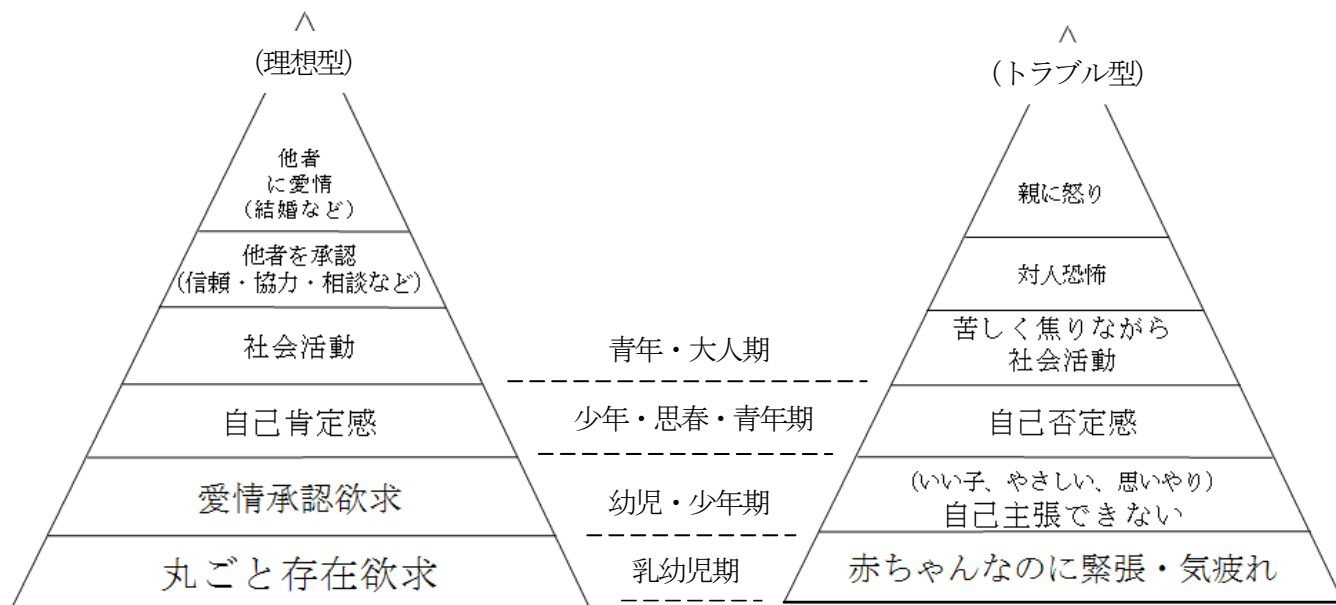 (理想型)
他者
に愛情
(結婚など)
他者を承認
(信頼・協力・相談など)
社会活動
自己肯定感
愛情承認欲求
丸ごと存在欲求
青年・大人期
少年・思春・青年期
幼児・少年期
乳幼児期
(トラブル型)
親に怒り
対人恐怖
苦しく焦りながら
社会活動
自己否定感
(いい子、やさしい、思いやり)
自己主張できない
赤ちゃんなのに緊張・気疲れ